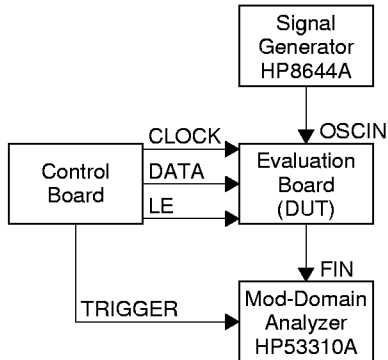 Signal
Generator
HP8644A
OSCIN
CLOCK
DATA
LE
Control
Board
Evaluation
Board
(DUT)
FIN
TRIGGER
Mod-Domain
Analyzer
HP53310A